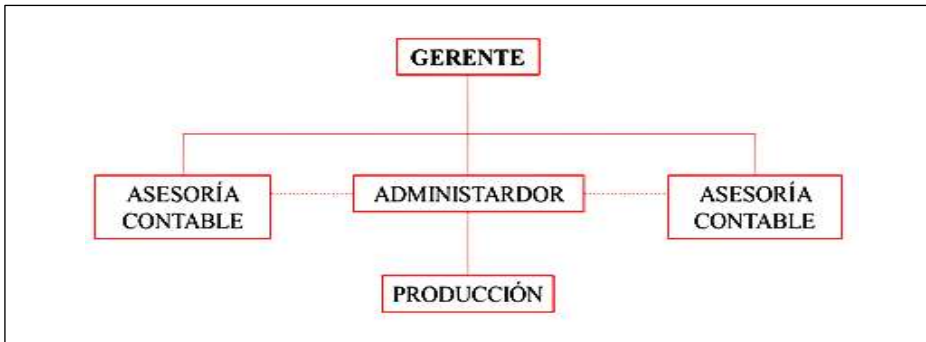 GERENTE
ASESORÍA
CONTABLE
ADMINISTARDOR
ASESORÍA
CONTABLE
PRODUCCIÓN